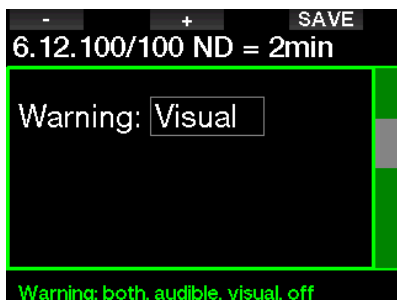 - + SAVE
6.12.100/100 ND = 2min
Warning: Visual
Warning: both, audible, visual, off